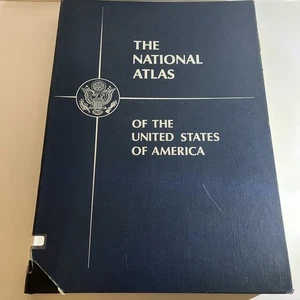 THE
NATIONAL
ATLAS
OF THE
UNITED STATES
OF AMERICA